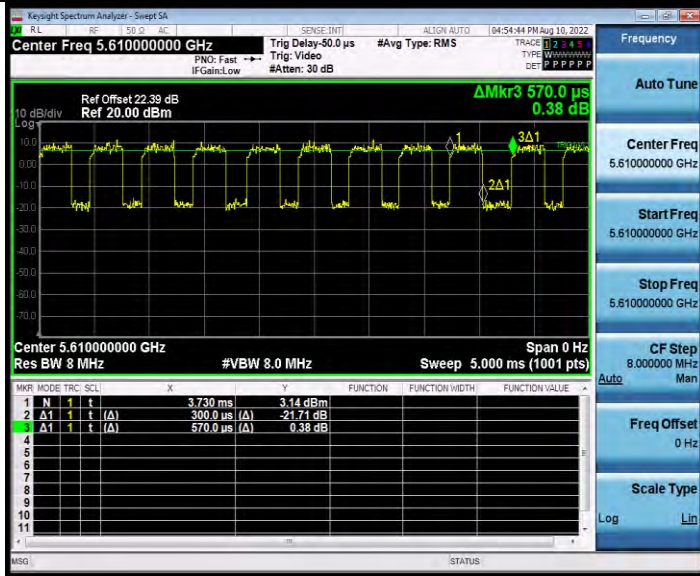 Keysight Spectrum Analyzer - Swept SA
RL RF 50 Ω AC SENSE:INT ALIGN AUTO 04:54:44 PM Aug 10, 2022
Center Freq 5.610000000 GHz
PNO: Fast
IFGain:Low
Trig Delay-50.0 µs
Trig: Video
#Atten: 30 dB
#Avg Type: RMS
TRACE 1 2 3 4 5 6
TYPE W
DET P P P P P P
ΔMkr3 570.0 µs
0.38 dB
Ref Offset 22.39 dB
10 dB/div Ref 20.00 dBm
Log
10.0
0.00
-10.0
-20.0
-30.0
-40.0
-50.0
-60.0
-70.0
1
3Δ1
2Δ1
Center 5.610000000 GHz Span 0 Hz
Res BW 8 MHz #VBW 8.0 MHz Sweep 5.000 ms (1001 pts)
MKR MODE TRC SCL X Y FUNCTION FUNCTION WIDTH FUNCTION VALUE
1 N 1 t 3.730 ms 3.14 dBm
2 Δ1 1 t (Δ) 300.0 µs (Δ) -21.71 dB
3 Δ1 1 t (Δ) 570.0 µs (Δ) 0.38 dB
4
5
6
7
8
9
10
11
MSG STATUS
Frequency
Auto Tune
Center Freq
5.610000000 GHz
Start Freq
5.610000000 GHz
Stop Freq
5.610000000 GHz
CF Step
8.000000 MHz
Auto Man
Freq Offset
0 Hz
Scale Type
Log Lin